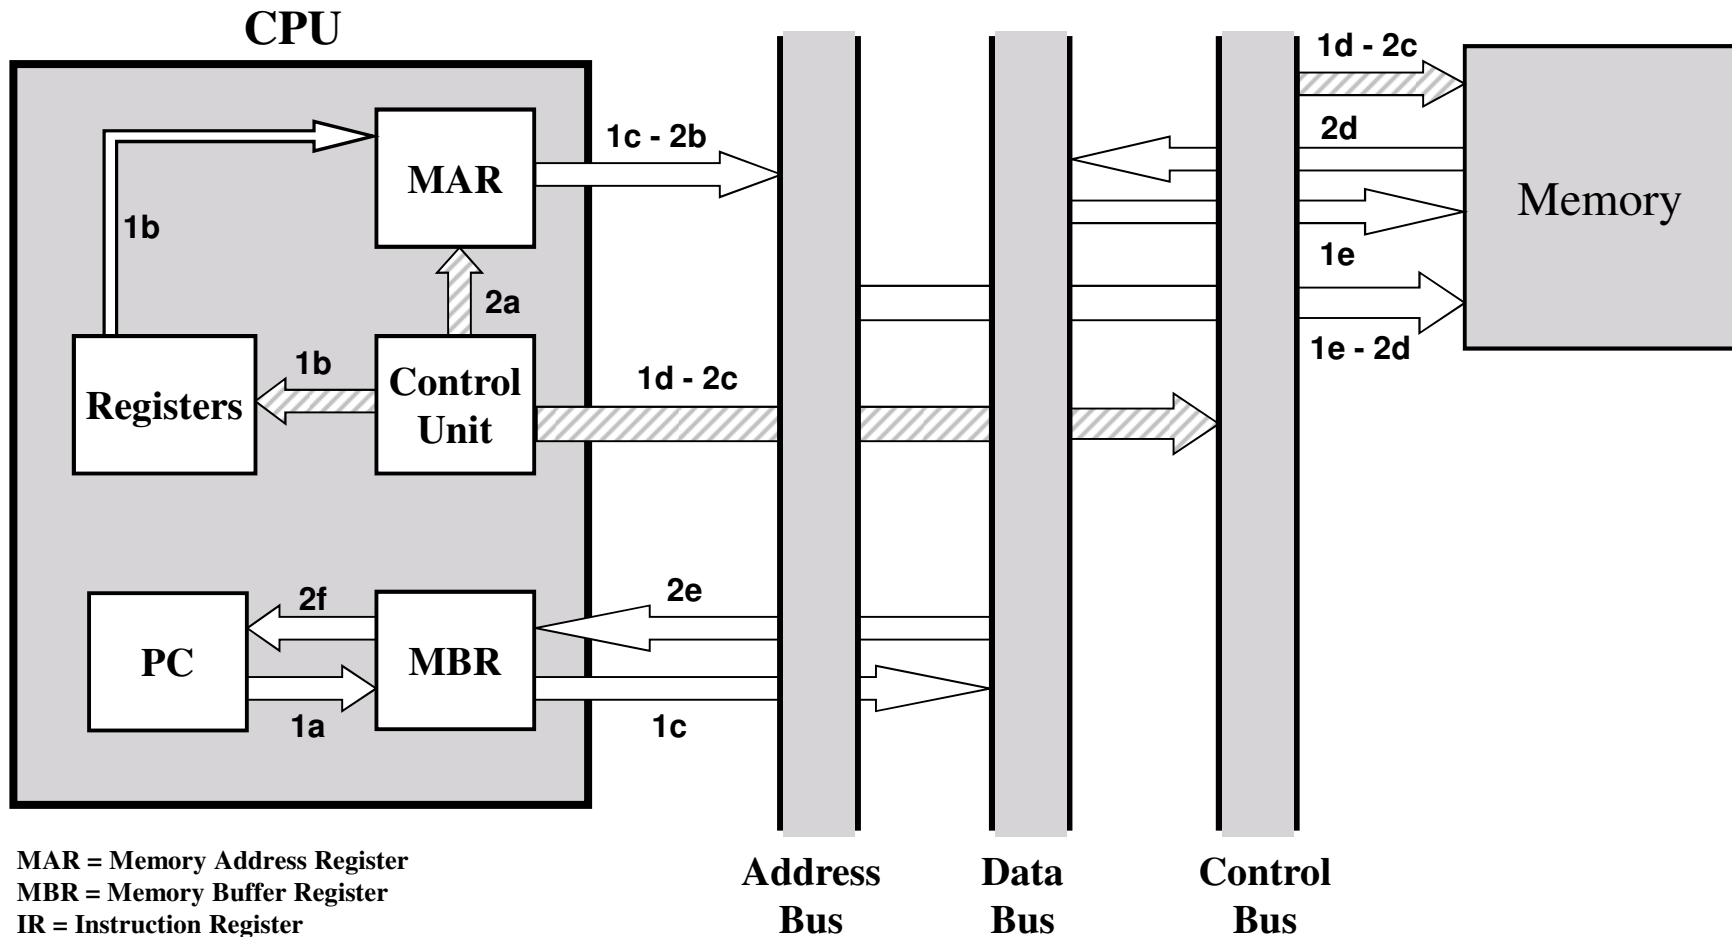 CPU
1d - 2c
1c - 2b
2d
MAR
Memory
1b
1e
2a
1e - 2d
1b
Control
Unit
1d - 2c
Registers
2f
2e
PC
MBR
1a
1c
MAR = Memory Address Register
MBR = Memory Buffer Register
IR = Instruction Register
Address
Bus
Data
Bus
Control
Bus